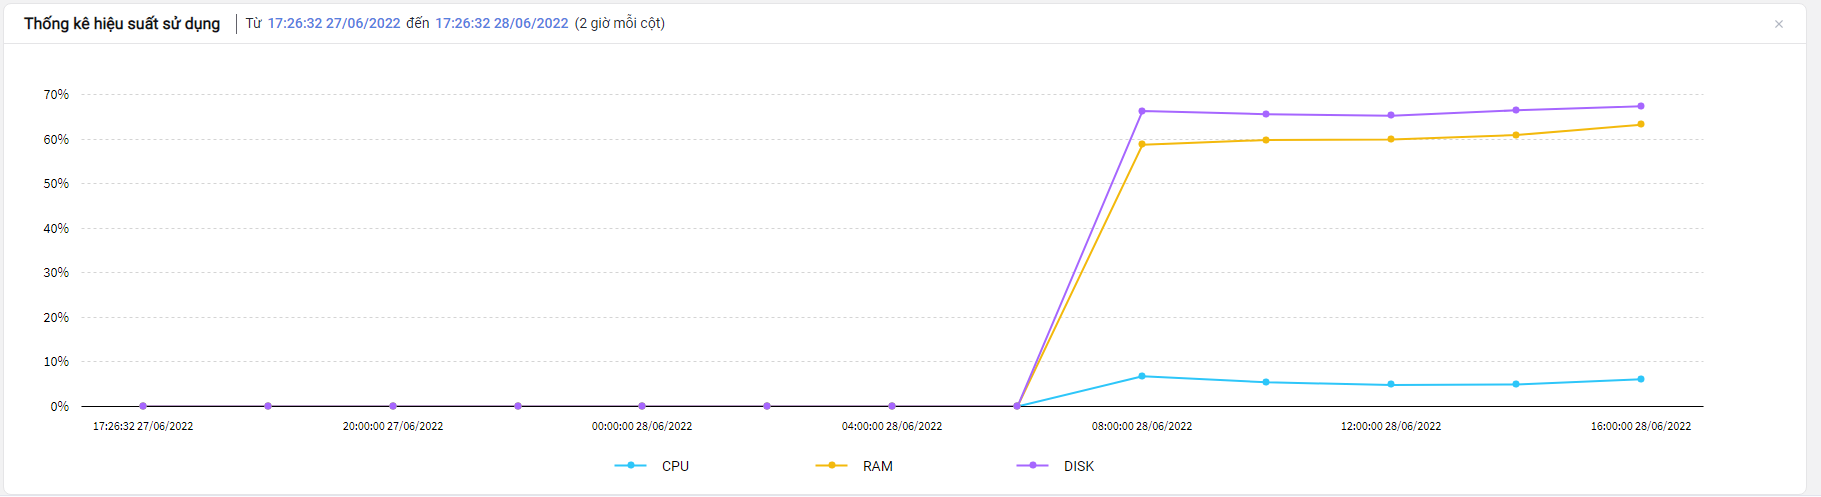 Thống kê hiệu suất sử dụng Từ 17:26:32 27/06/2022 đến 17:26:32 28/06/2022 (2 giờ mỗi cột)
70%
60%
50%
40%
30%
20%
10%
0%
17:26:32 27/06/2022 20:00:00 27/06/2022 00:00:00 28/06/2022 04:00:00 28/06/2022 08:00:00 28/06/2022 12:00:00 28/06/2022 16:00:00 28/06/2022
CPU RAM DISK